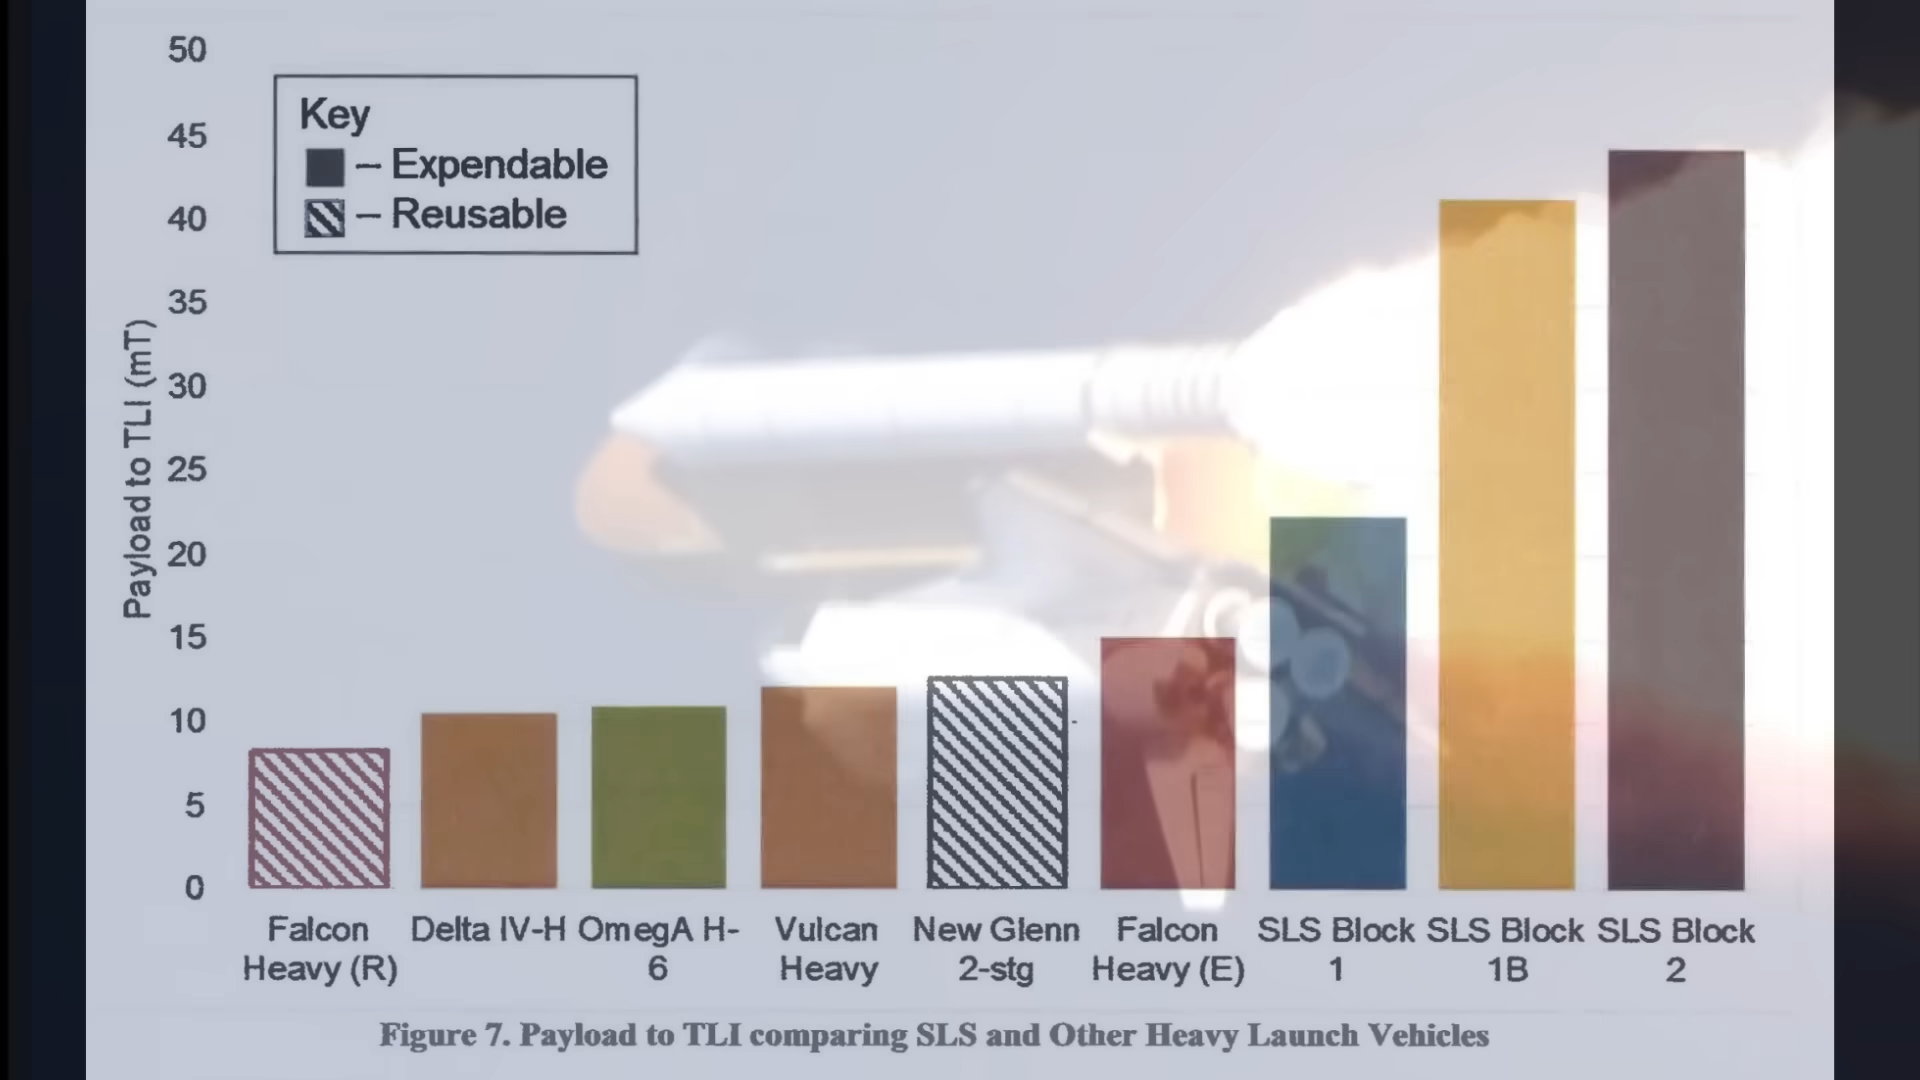 50
Key
– Expendable
– Reusable
45
40
35
30
25
20
15
10
5
0
Payload to TLI (mT)
Falcon Heavy (R)
Delta IV-H
OmegA H-6
Vulcan Heavy
New Glenn 2-stg
Falcon Heavy (E)
SLS Block 1
SLS Block 1B
SLS Block 2
Figure 7. Payload to TLI comparing SLS and Other Heavy Launch Vehicles